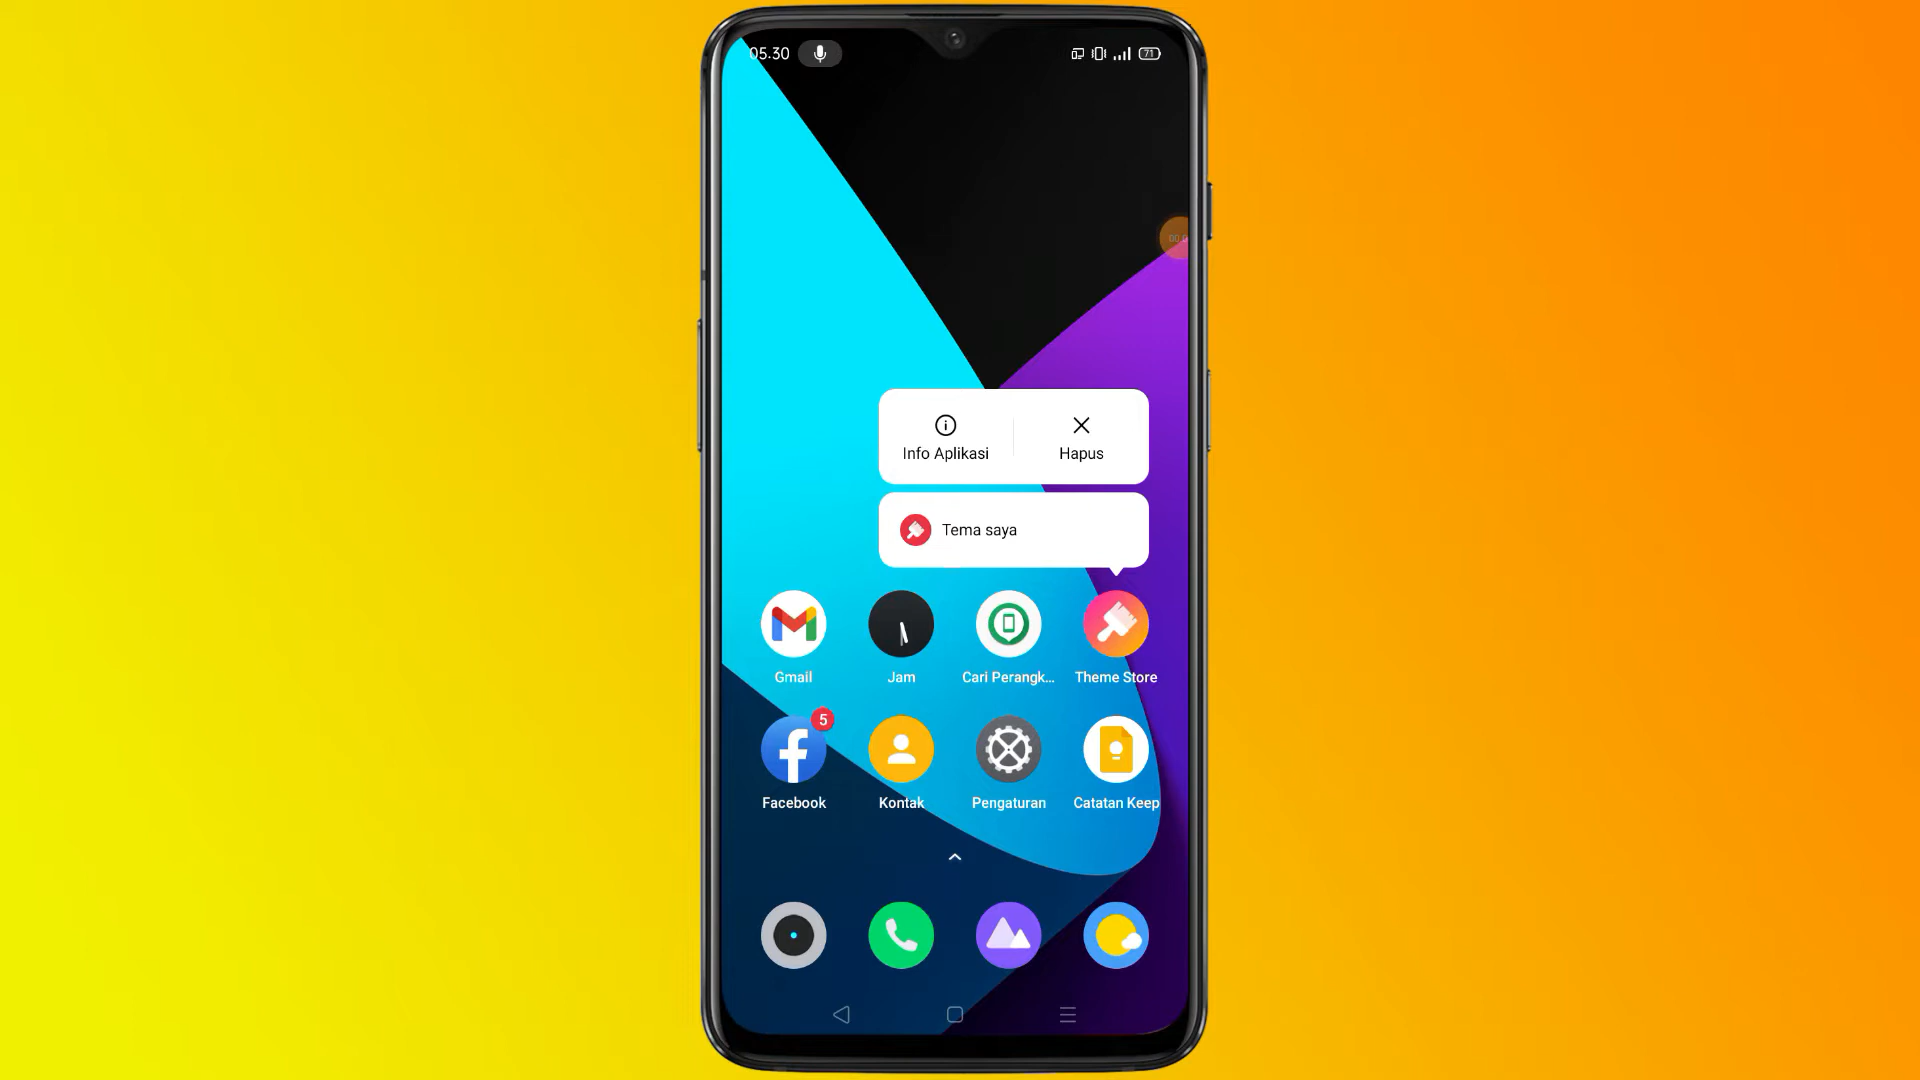 05.30
71
Info Aplikasi
Hapus
Tema saya
Gmail
Jam
Cari Perangk...
Theme Store
5
Facebook
Kontak
Pengaturan
Catatan Keep